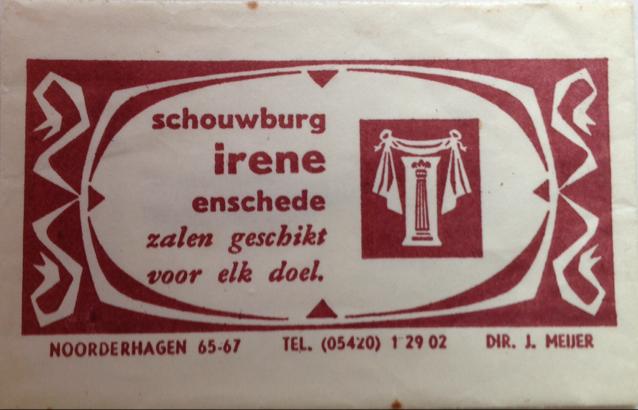 schouwburg
irene
enschede
zalen geschikt
voor elk doel.
NOORDERHAGEN 65-67 TEL. (05420) 1 29 02 DIR. J. MEIJER